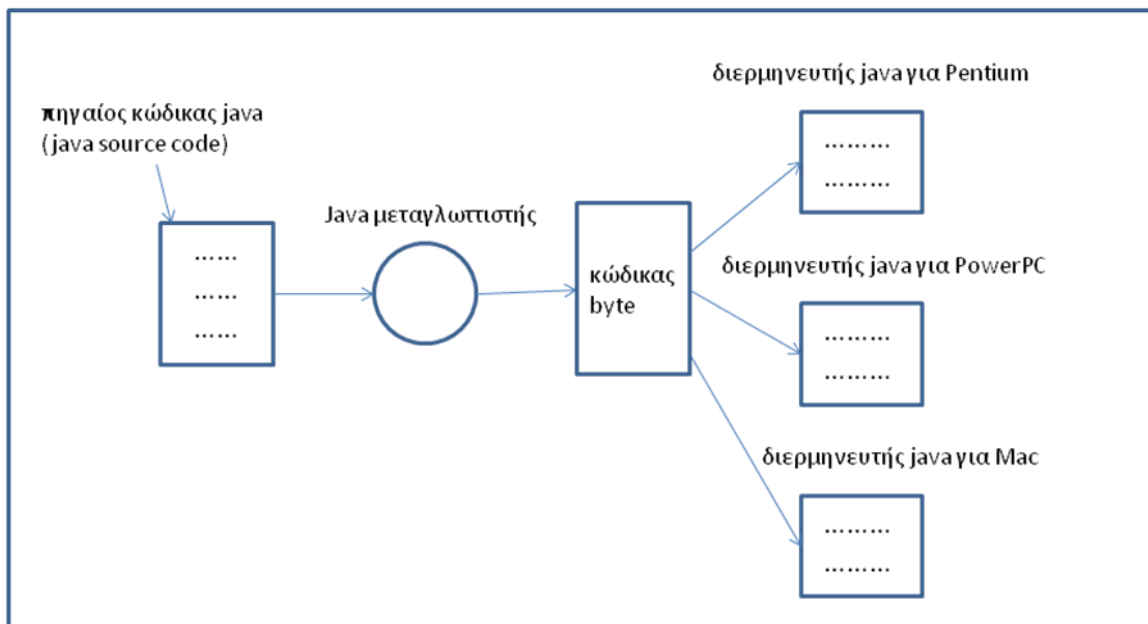 πηγαίος κώδικας java
(java source code)
……
……
……
Java μεταγλωττιστής
κώδικας
byte
διερμηνευτής java για Pentium
………
………
διερμηνευτής java για PowerPC
………
………
διερμηνευτής java για Mac
………
………